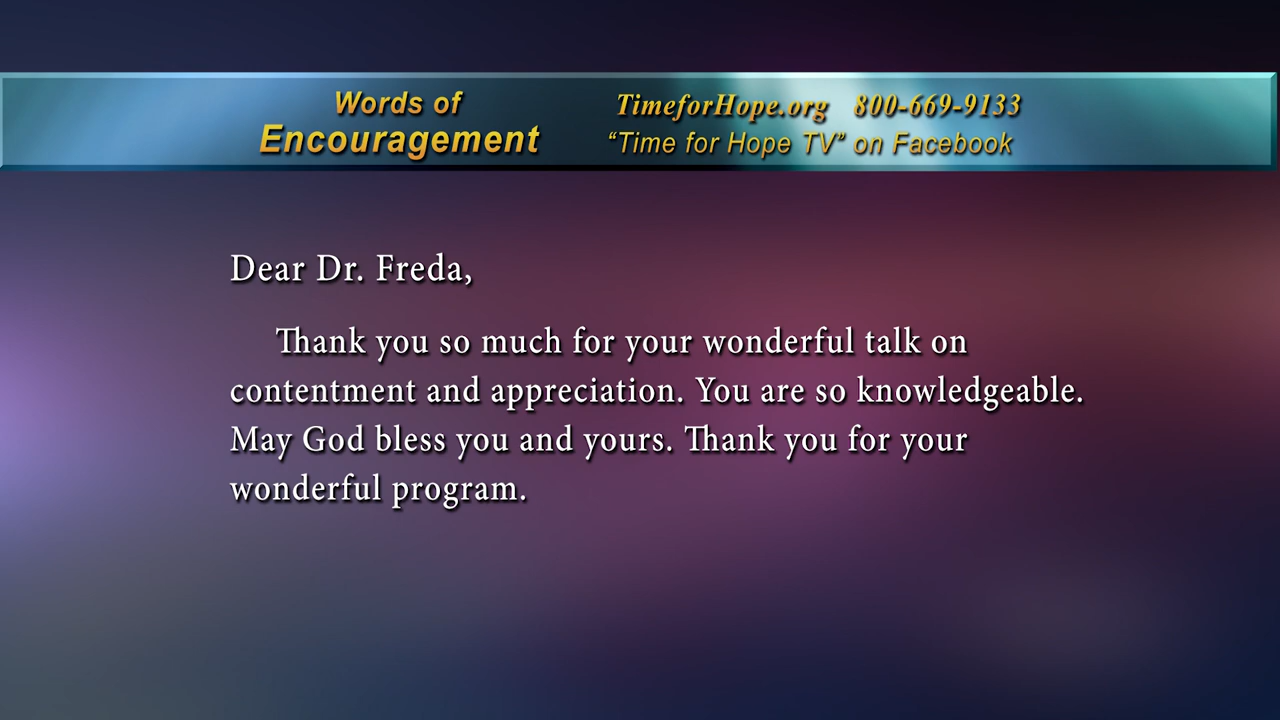 Words of
Encouragement
TimeforHope.org 800-669-9133
“Time for Hope TV” on Facebook
Dear Dr. Freda,
Thank you so much for your wonderful talk on
contentment and appreciation. You are so knowledgeable.
May God bless you and yours. Thank you for your
wonderful program.